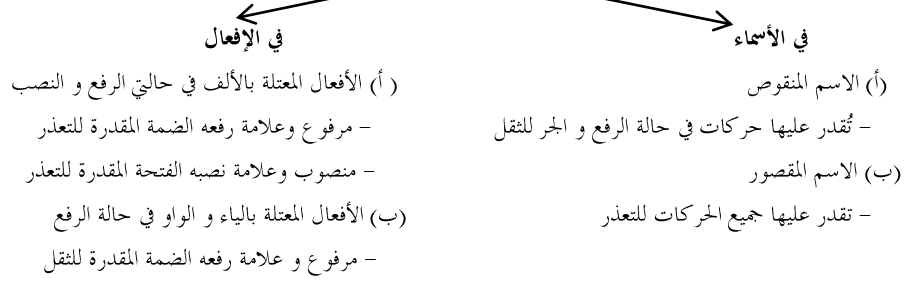 في الأسماء
(أ) الاسم المنقوص
– تُقدر عليها حركات في حالة الرفع و الجر للثقل
(ب) الاسم المقصور
– تقدر عليها جميع الحركات للتعذر
في الإفعال
( أ ) الأفعال المعتلة بالألف في حالتي الرفع و النصب
– مرفوع وعلامة رفعه الضمة المقدرة للتعذر
– منصوب وعلامة نصبه الفتحة المقدرة للتعذر
(ب) الأفعال المعتلة بالياء و الواو في حالة الرفع
– مرفوع و علامة رفعه الضمة المقدرة للثقل